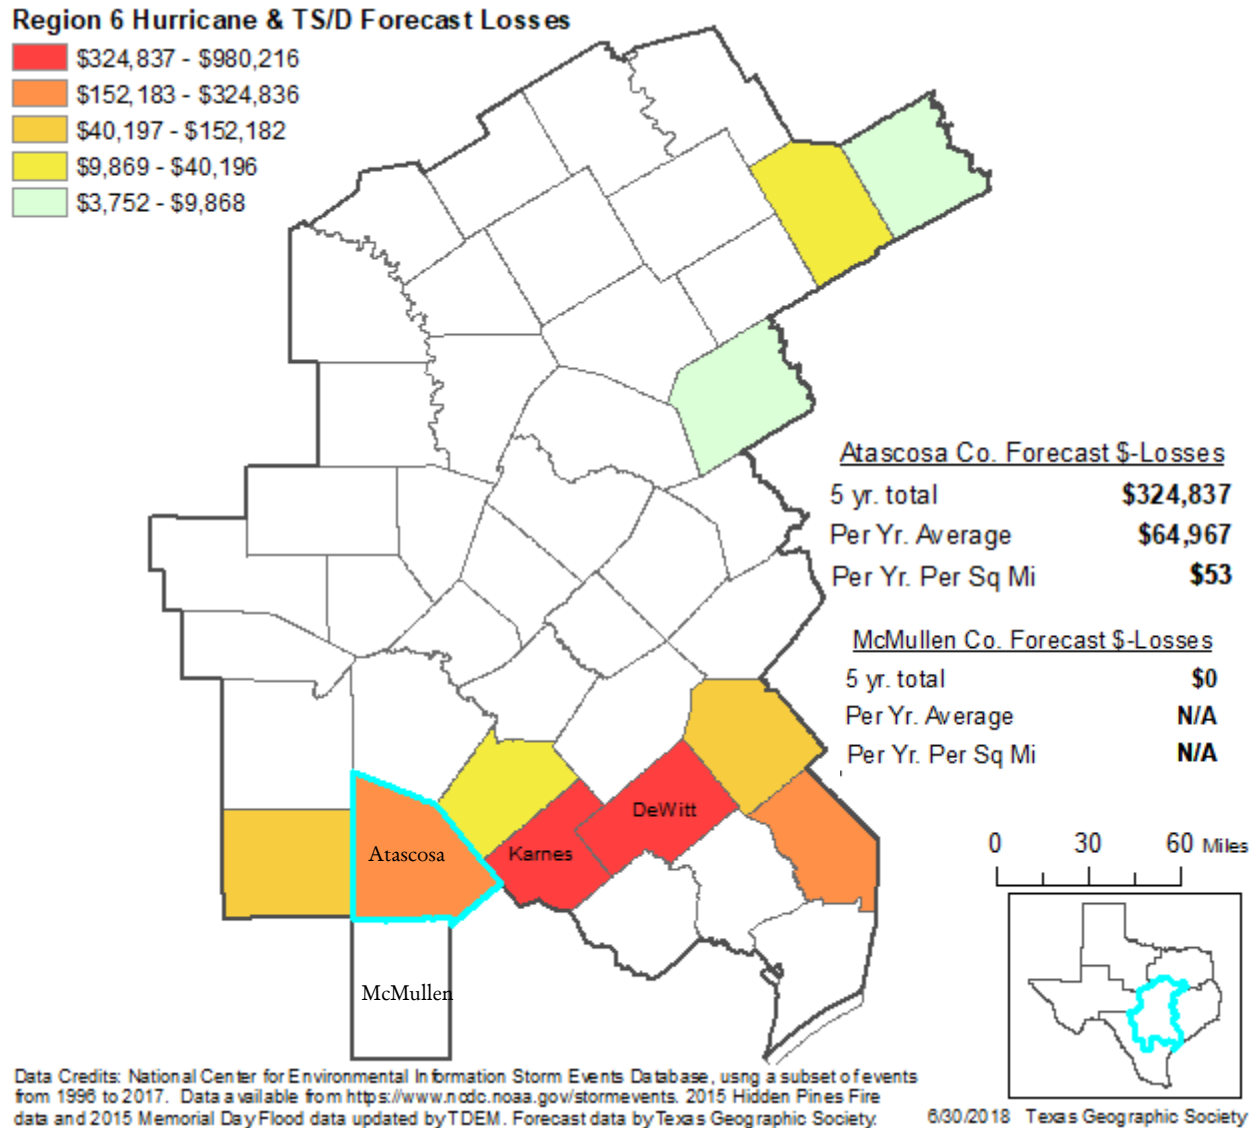 Region 6 Hurricane & TS/D Forecast Losses
$324,837 - $980,216
$152,183 - $324,836
$40,197 - $152,182
$9,869 - $40,196
$3,752 - $9,868
Atascosa Co. Forecast $-Losses
5 yr. total $324,837
Per Yr. Average $64,967
Per Yr. Per Sq Mi $53
McMullen Co. Forecast $-Losses
5 yr. total $0
Per Yr. Average N/A
Per Yr. Per Sq Mi N/A
DeWitt
Karnes
Atascosa
McMullen
0 30 60 Miles
Data Credits: National Center for Environmental Information Storm Events Database, usng a subset of events
from 1996 to 2017. Data available from https://www.ncdc.noaa.gov/stormevents. 2015 Hidden Pines Fire
data and 2015 Memorial Day Flood data updated by TDEM. Forecast data by Texas Geographic Society.
6/30/2018 Texas Geographic Society